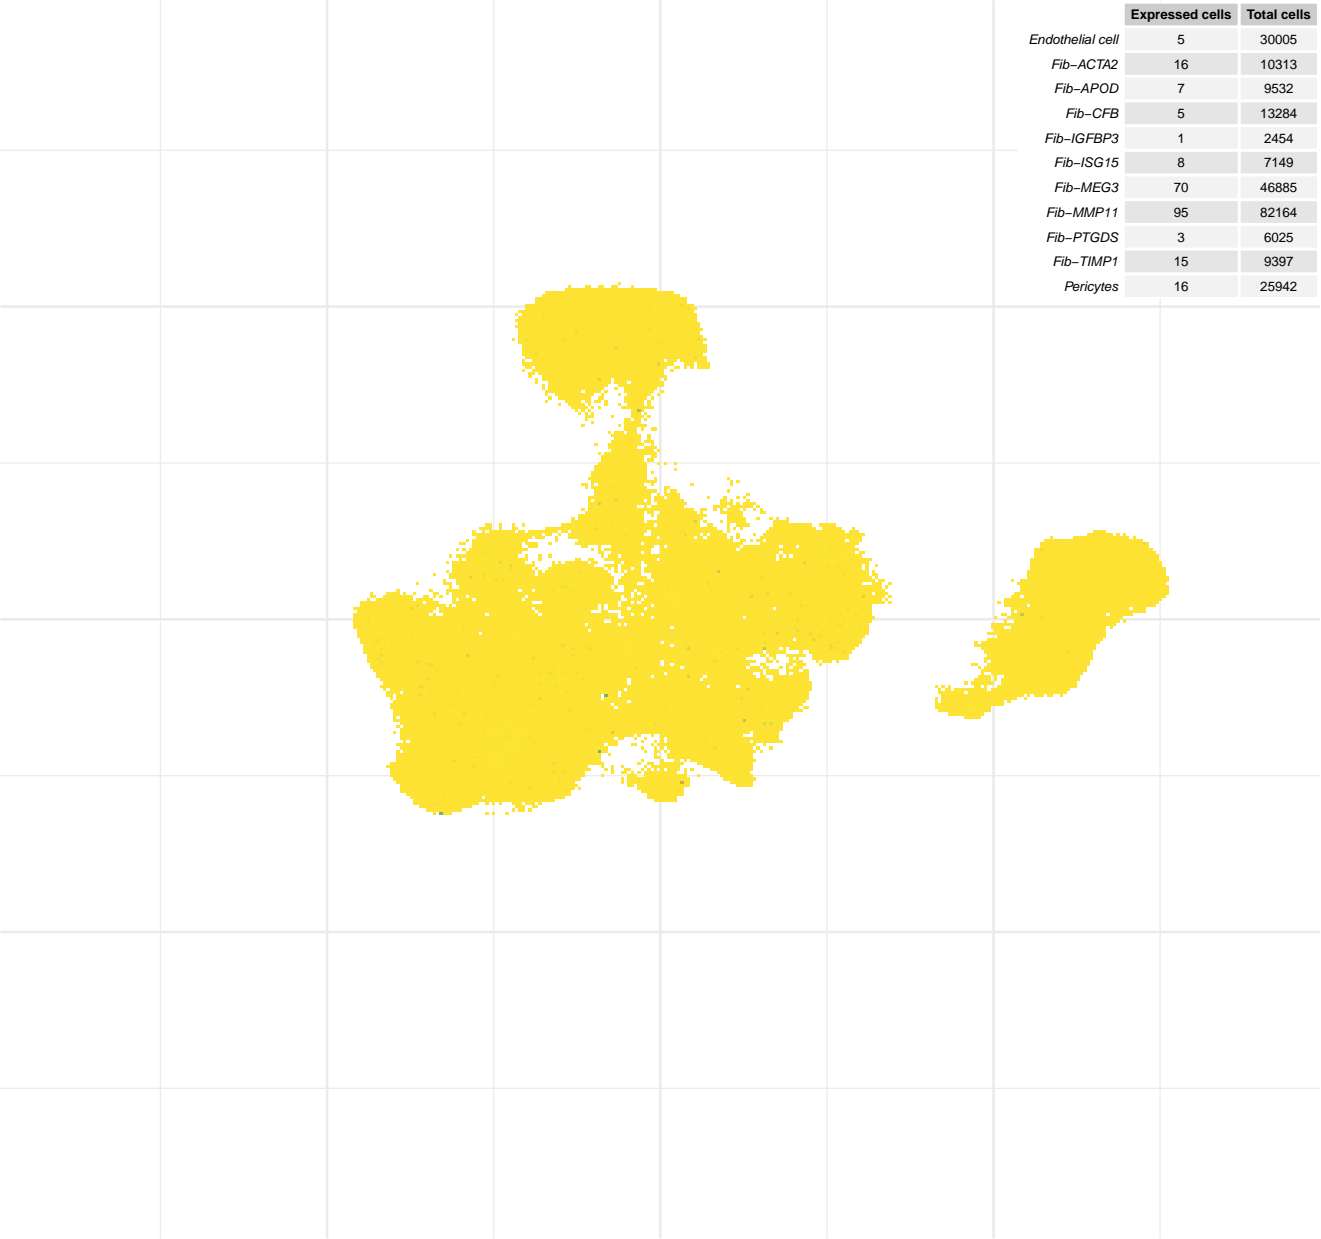 Expressed cells Total cells
Endothelial cell 5 30005
Fib−ACTA2 16 10313
Fib−APOD 7 9532
Fib−CFB 5 13284
Fib−IGFBP3 1 2454
Fib−ISG15 8 7149
Fib−MEG3 70 46885
Fib−MMP11 95 82164
Fib−PTGDS 3 6025
Fib−TIMP1 15 9397
Pericytes 16 25942